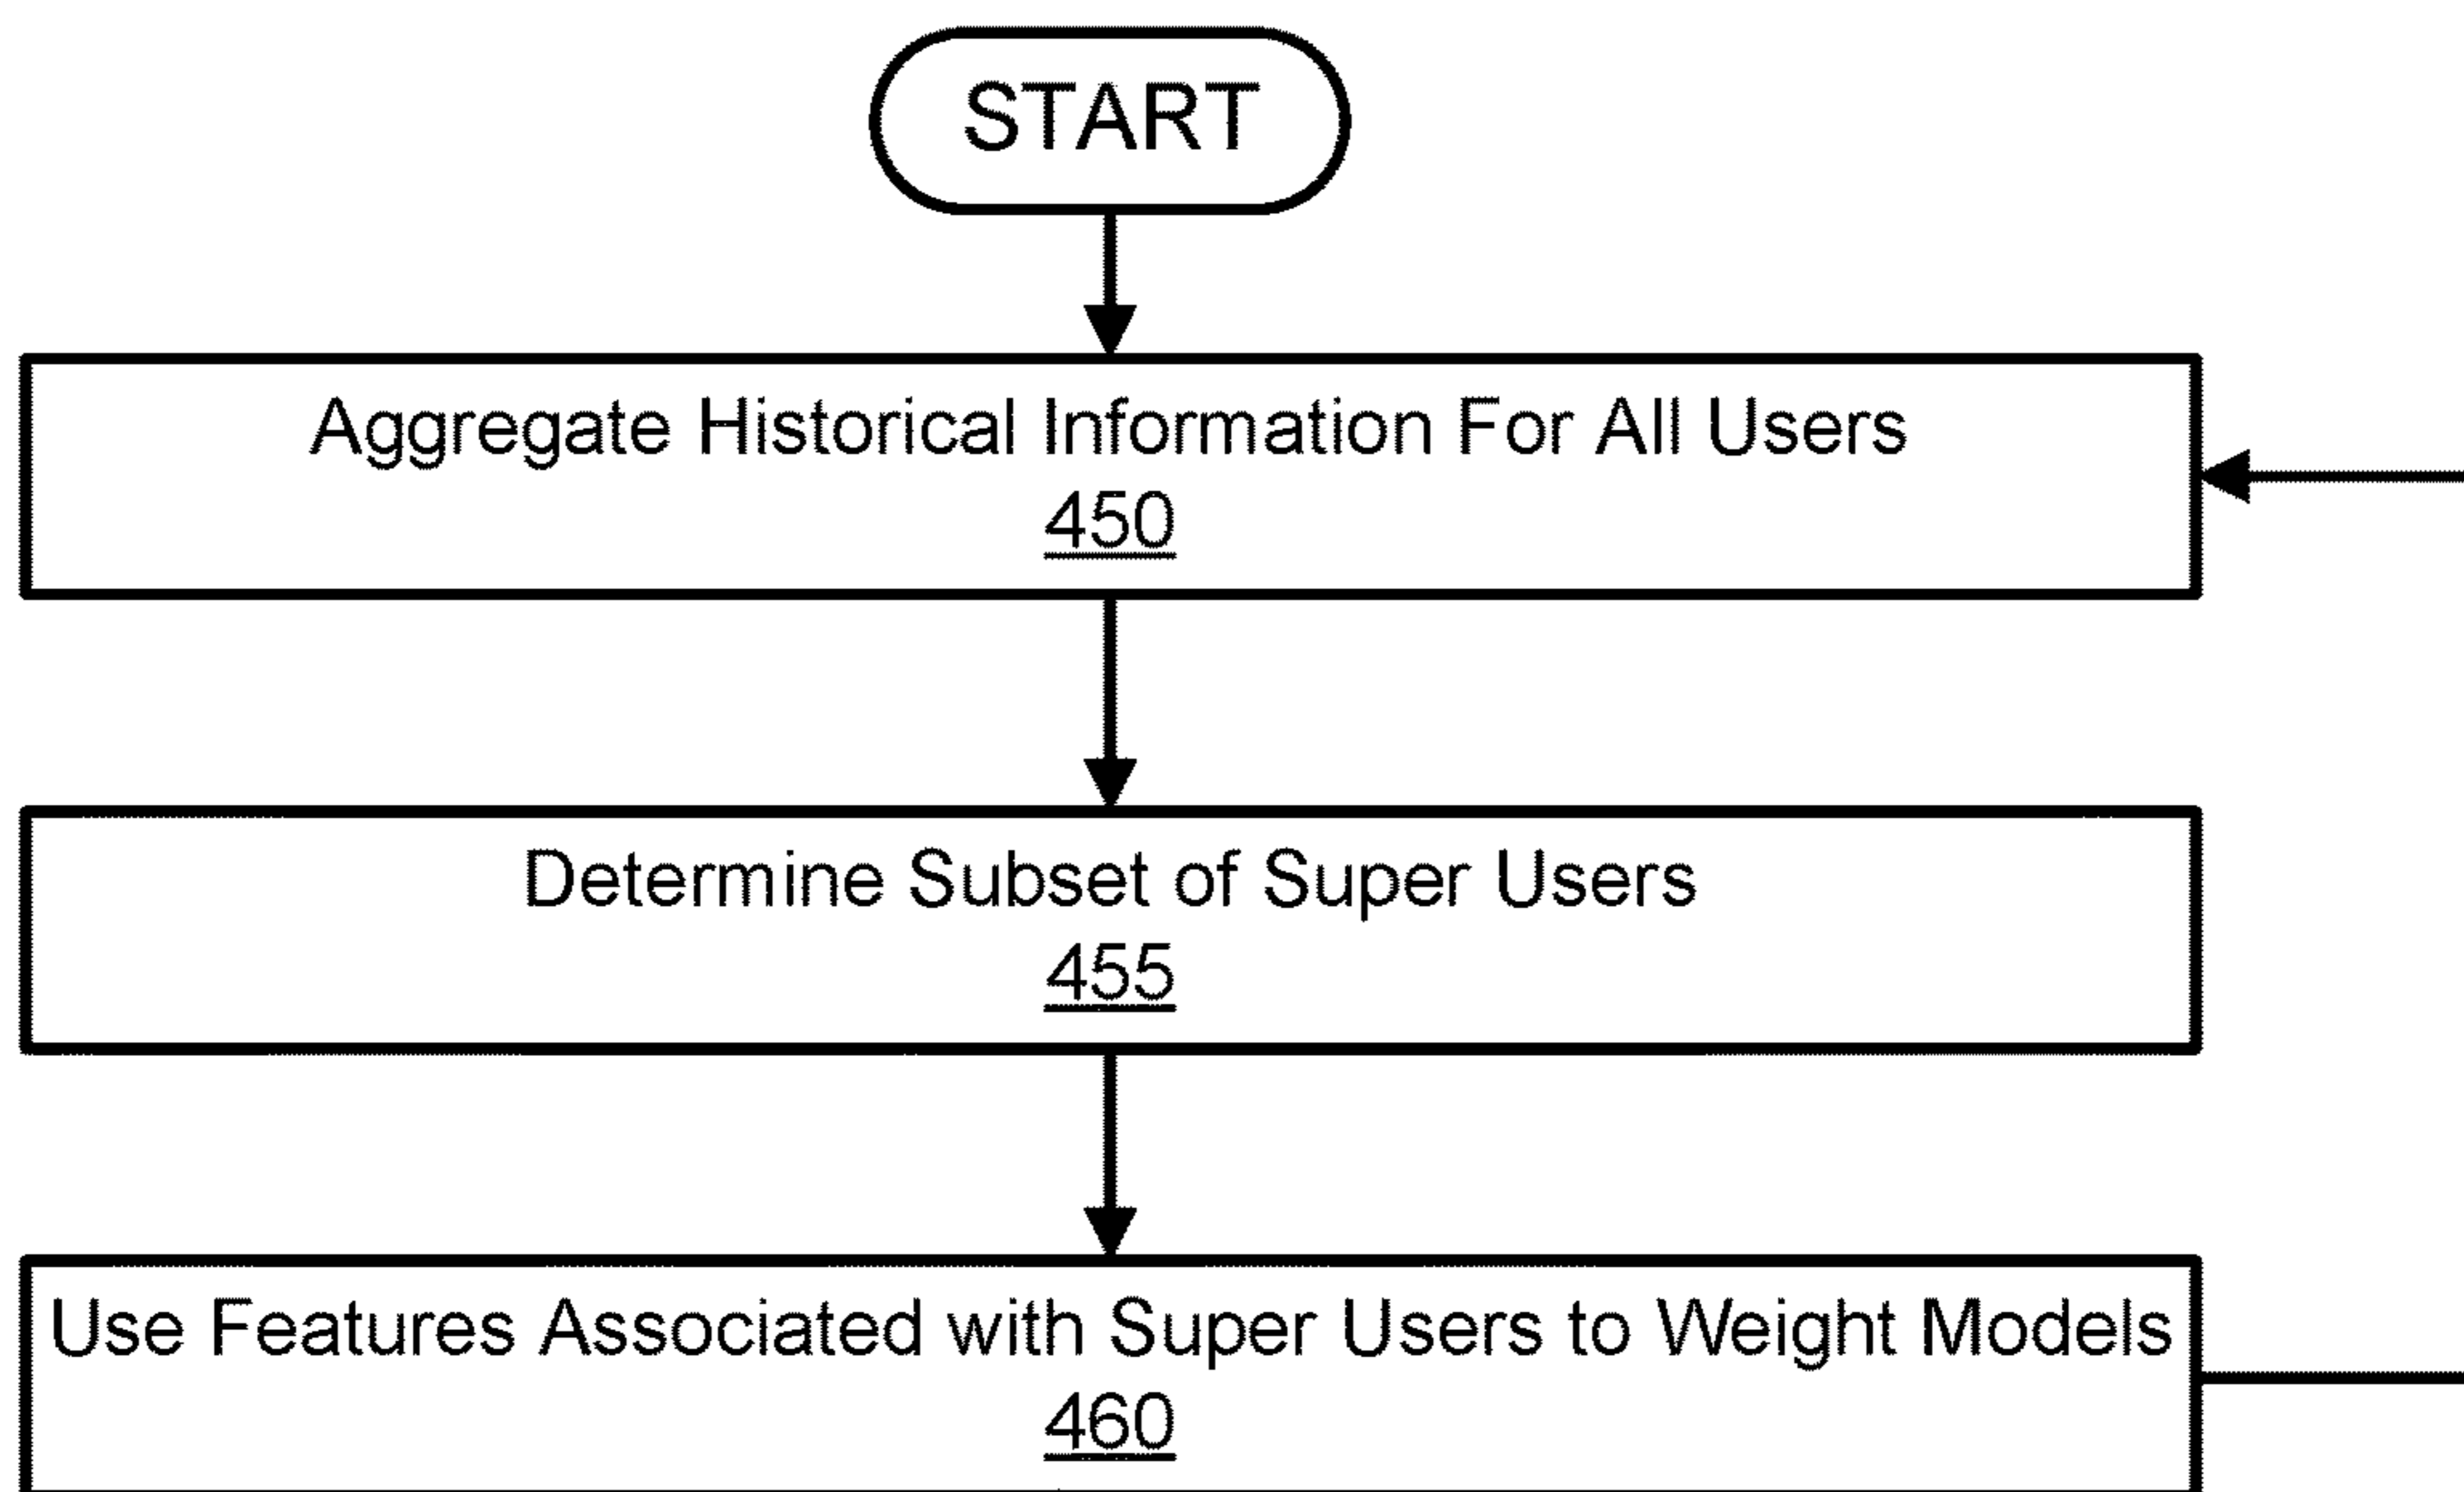 START
Aggregate Historical Information For All Users
450
Determine Subset of Super Users
455
Use Features Associated with Super Users to Weight Models
460